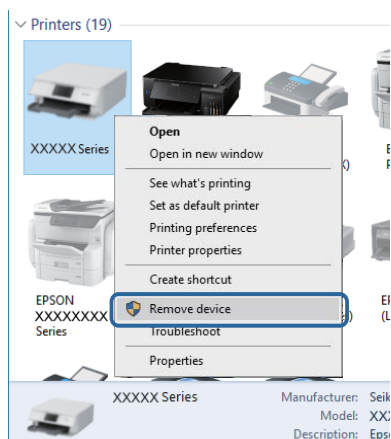 Printers (19)
XXXXX Series
Open
Open in new window
See what's printing
Set as default printer
Printing preferences
Printer properties
Create shortcut
Remove device
Troubleshoot
Properties
EPSON
XXXXXXXX
Series
XXXXX Series
Manufacturer:
Model:
Description: